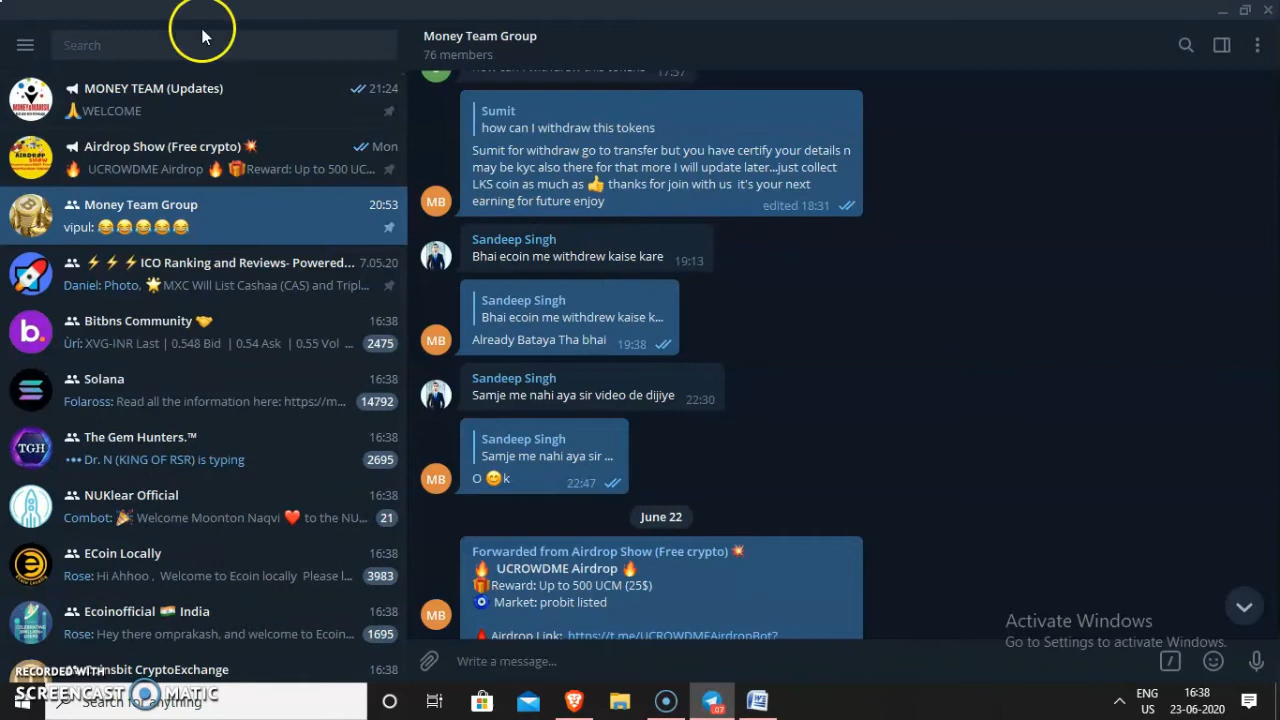 Search
MONEY TEAM (Updates) 21:24
🙏WELCOME
Airdrop Show (Free crypto) 💥 Mon
🔥 UCROWDME Airdrop 🔥 🎁Reward: Up to 500 UC...
Money Team Group 20:53
vipul: 😂😂😂😂😂
⚡⚡⚡ICO Ranking and Reviews- Powered... 7.05.20
Daniel: Photo, 🌟MXC Will List Cashaa (CAS) and Tripl...
Bitbns Community 🤝 16:38
Uri: XVG-INR Last | 0.548 Bid | 0.54 Ask | 0.55 Vol ... 2475
Solana 16:38
Folaross: Read all the information here: https://m... 14792
The Gem Hunters.™ 16:38
TGH
••• Dr. N (KING OF RSR) is typing 2695
NUKlear Official 16:38
Combot: 🎉 Welcome Moonton Naqvi ❤️ to the NU... 21
ECoin Locally 16:38
Rose: Hi Ahhoo , Welcome to Ecoin locally Please l... 3983
Ecoinofficial 🇮🇳 India 16:38
Rose: Hey there omprakash, and welcome to Ecoin... 1695
Coinsbit CryptoExchange 16:38
RECORDED WITH
SCREENCAST MATIC
Search for anything
Money Team Group
76 members
how can I withdraw this tokens 17:57
Sumit
how can I withdraw this tokens
Sumit for withdraw go to transfer but you have certify your details n
may be kyc also there for that more I will update later...just collect
LKS coin as much as 👍 thanks for join with us it's your next
earning for future enjoy
edited 18:31
MB
Sandeep Singh
Bhai ecoin me withdrew kaise kare 19:13
Sandeep Singh
Bhai ecoin me withdrew kaise k...
Already Bataya Tha bhai 19:38
MB
Sandeep Singh
Samje me nahi aya sir video de dijiye 22:30
Sandeep Singh
Samje me nahi aya sir ...
O 😊k 22:47
MB
June 22
Forwarded from Airdrop Show (Free crypto) 💥
🔥 UCROWDME Airdrop 🔥
🎁Reward: Up to 500 UCM (25$)
🧿 Market: probit listed
MB
Airdrop Link: https://t.me/UCROWDMEAirdropBot?
Write a message...
Activate Windows
Go to Settings to activate Windows.
ENG
US
16:38
23-06-2020